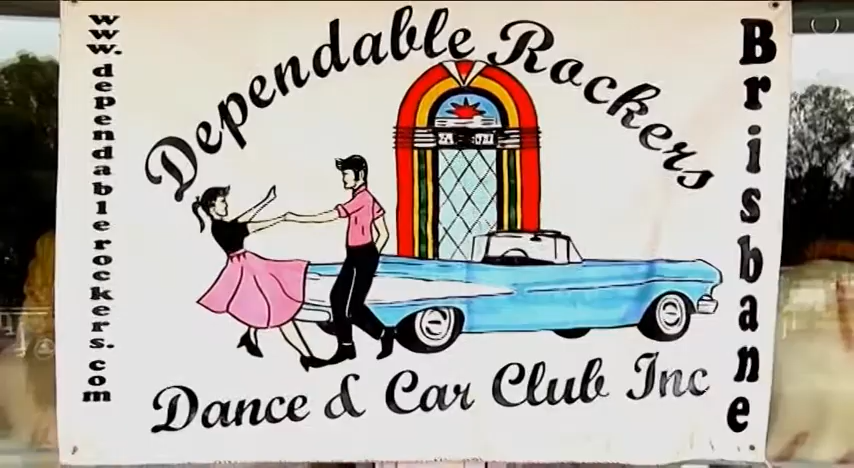 www.dependablerockers.com
Dependable Rockers
Brisbane
Dance & Car Club Inc